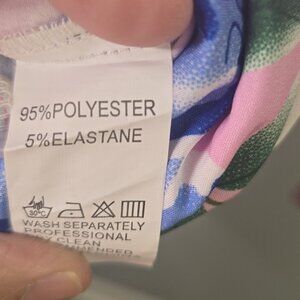 95%POLYESTER
5%ELASTANE
30°C
WASH SEPARATELY
PROFESSIONAL
DRY CLEAN